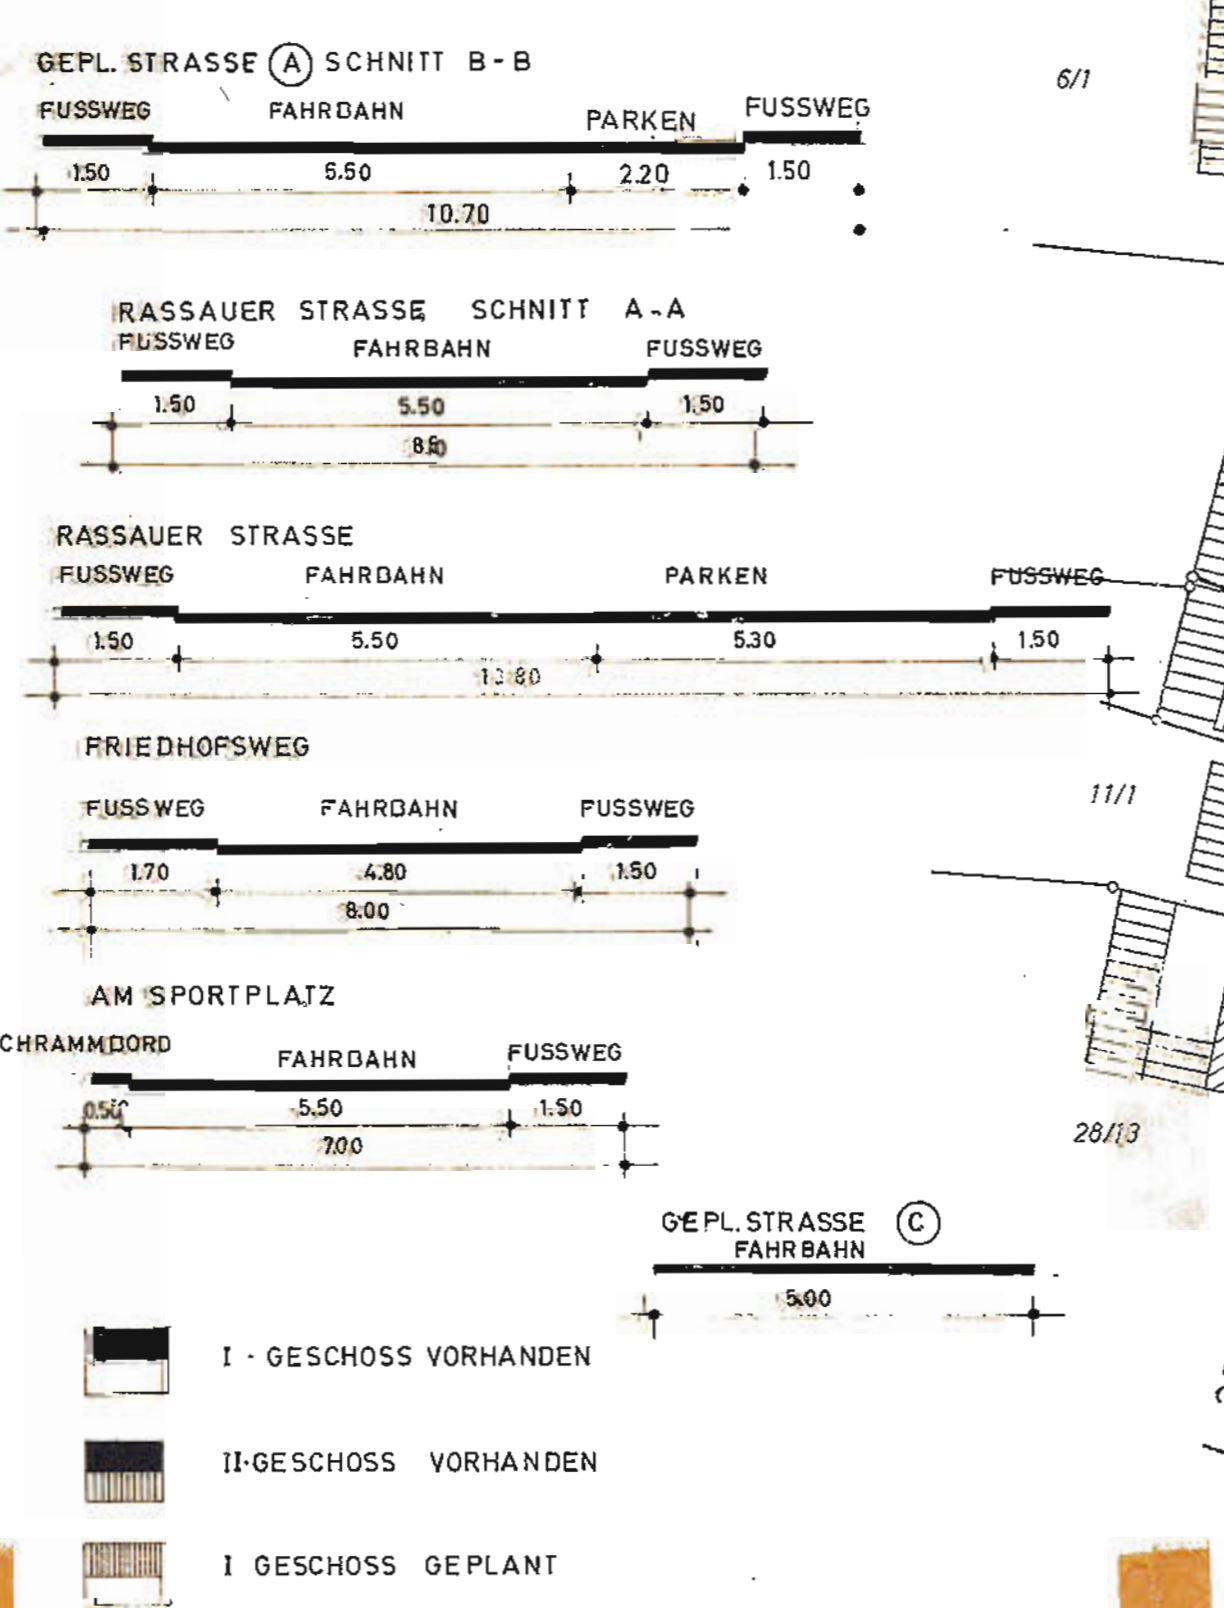 GEPL. STRASSE A SCHNITT B-B
FUSSWEG FAHRBAHN PARKEN FUSSWEG
1.50 5.50 2.20 1.50
10.70
RASSAUER STRASSE SCHNITT A-A
FUSSWEG FAHRBAHN FUSSWEG
1.50 5.50 1.50
RASSAUER STRASSE
FUSSWEG FAHRBAHN PARKEN FUSSWEG
1.50 5.50 5.30 1.50
13.80
FRIEDHOFSWEG
FUSSWEG FAHRBAHN FUSSWEG
1.70 4.80 1.50
8.00
AM SPORTPLATZ
CHRAMMBORD FAHRBAHN FUSSWEG
0.50 5.50 1.50
7.00
GEPL. STRASSE C
FAHRBAHN
5.00
I - GESCHOSS VORHANDEN
II-GESCHOSS VORHANDEN
I GESCHOSS GEPLANT
6/1
11/1
28/13